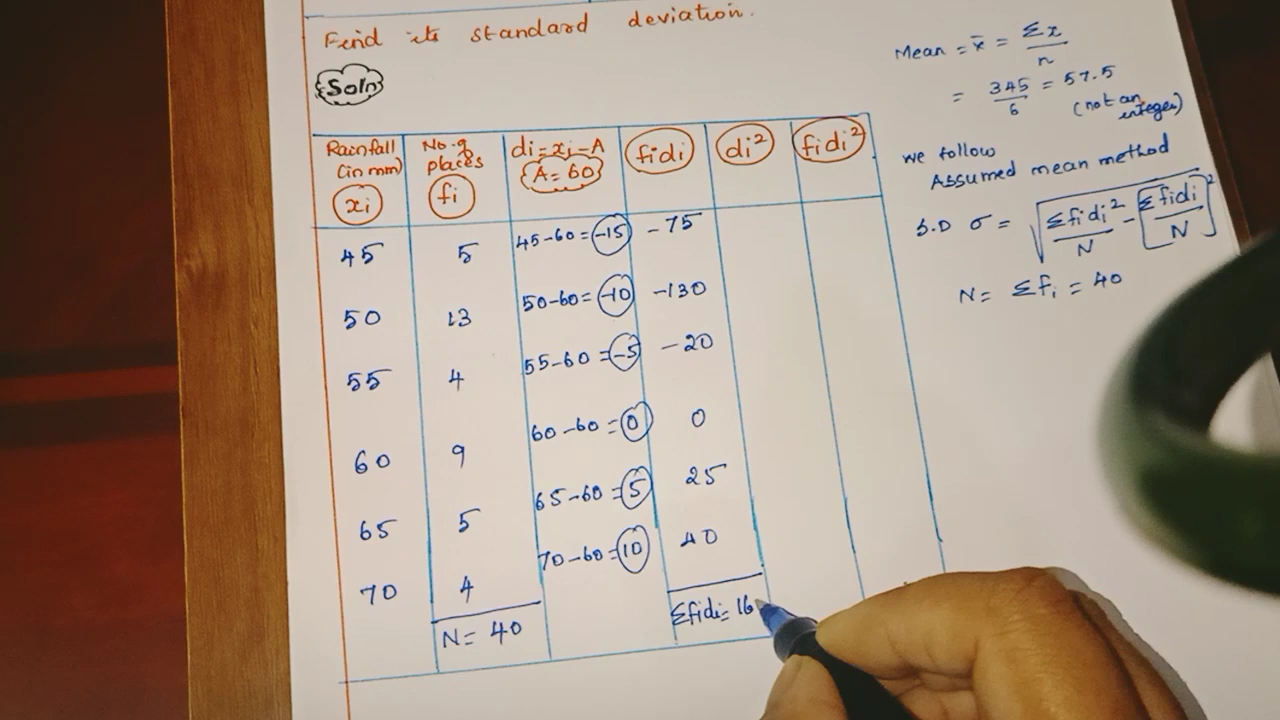 Find its standard deviation.
Soln
Mean = x̄ = Σx/n
= 345/6 = 57.5
(not an integer)
we follow
Assumed mean method
S.D σ = √(Σfidi²/N - [Σfidi/N]²)
N = Σfi = 40
Rainfall (in mm) xi | No. of places fi | di = xi - A A = 60 | fidi | di² | fidi²
45 | 5 | 45-60 = -15 | -75
50 | 13 | 50-60 = -10 | -130
55 | 4 | 55-60 = -5 | -20
60 | 9 | 60-60 = 0 | 0
65 | 5 | 65-60 = 5 | 25
70 | 4 | 70-60 = 10 | 40
N = 40 | Σfidi = 16